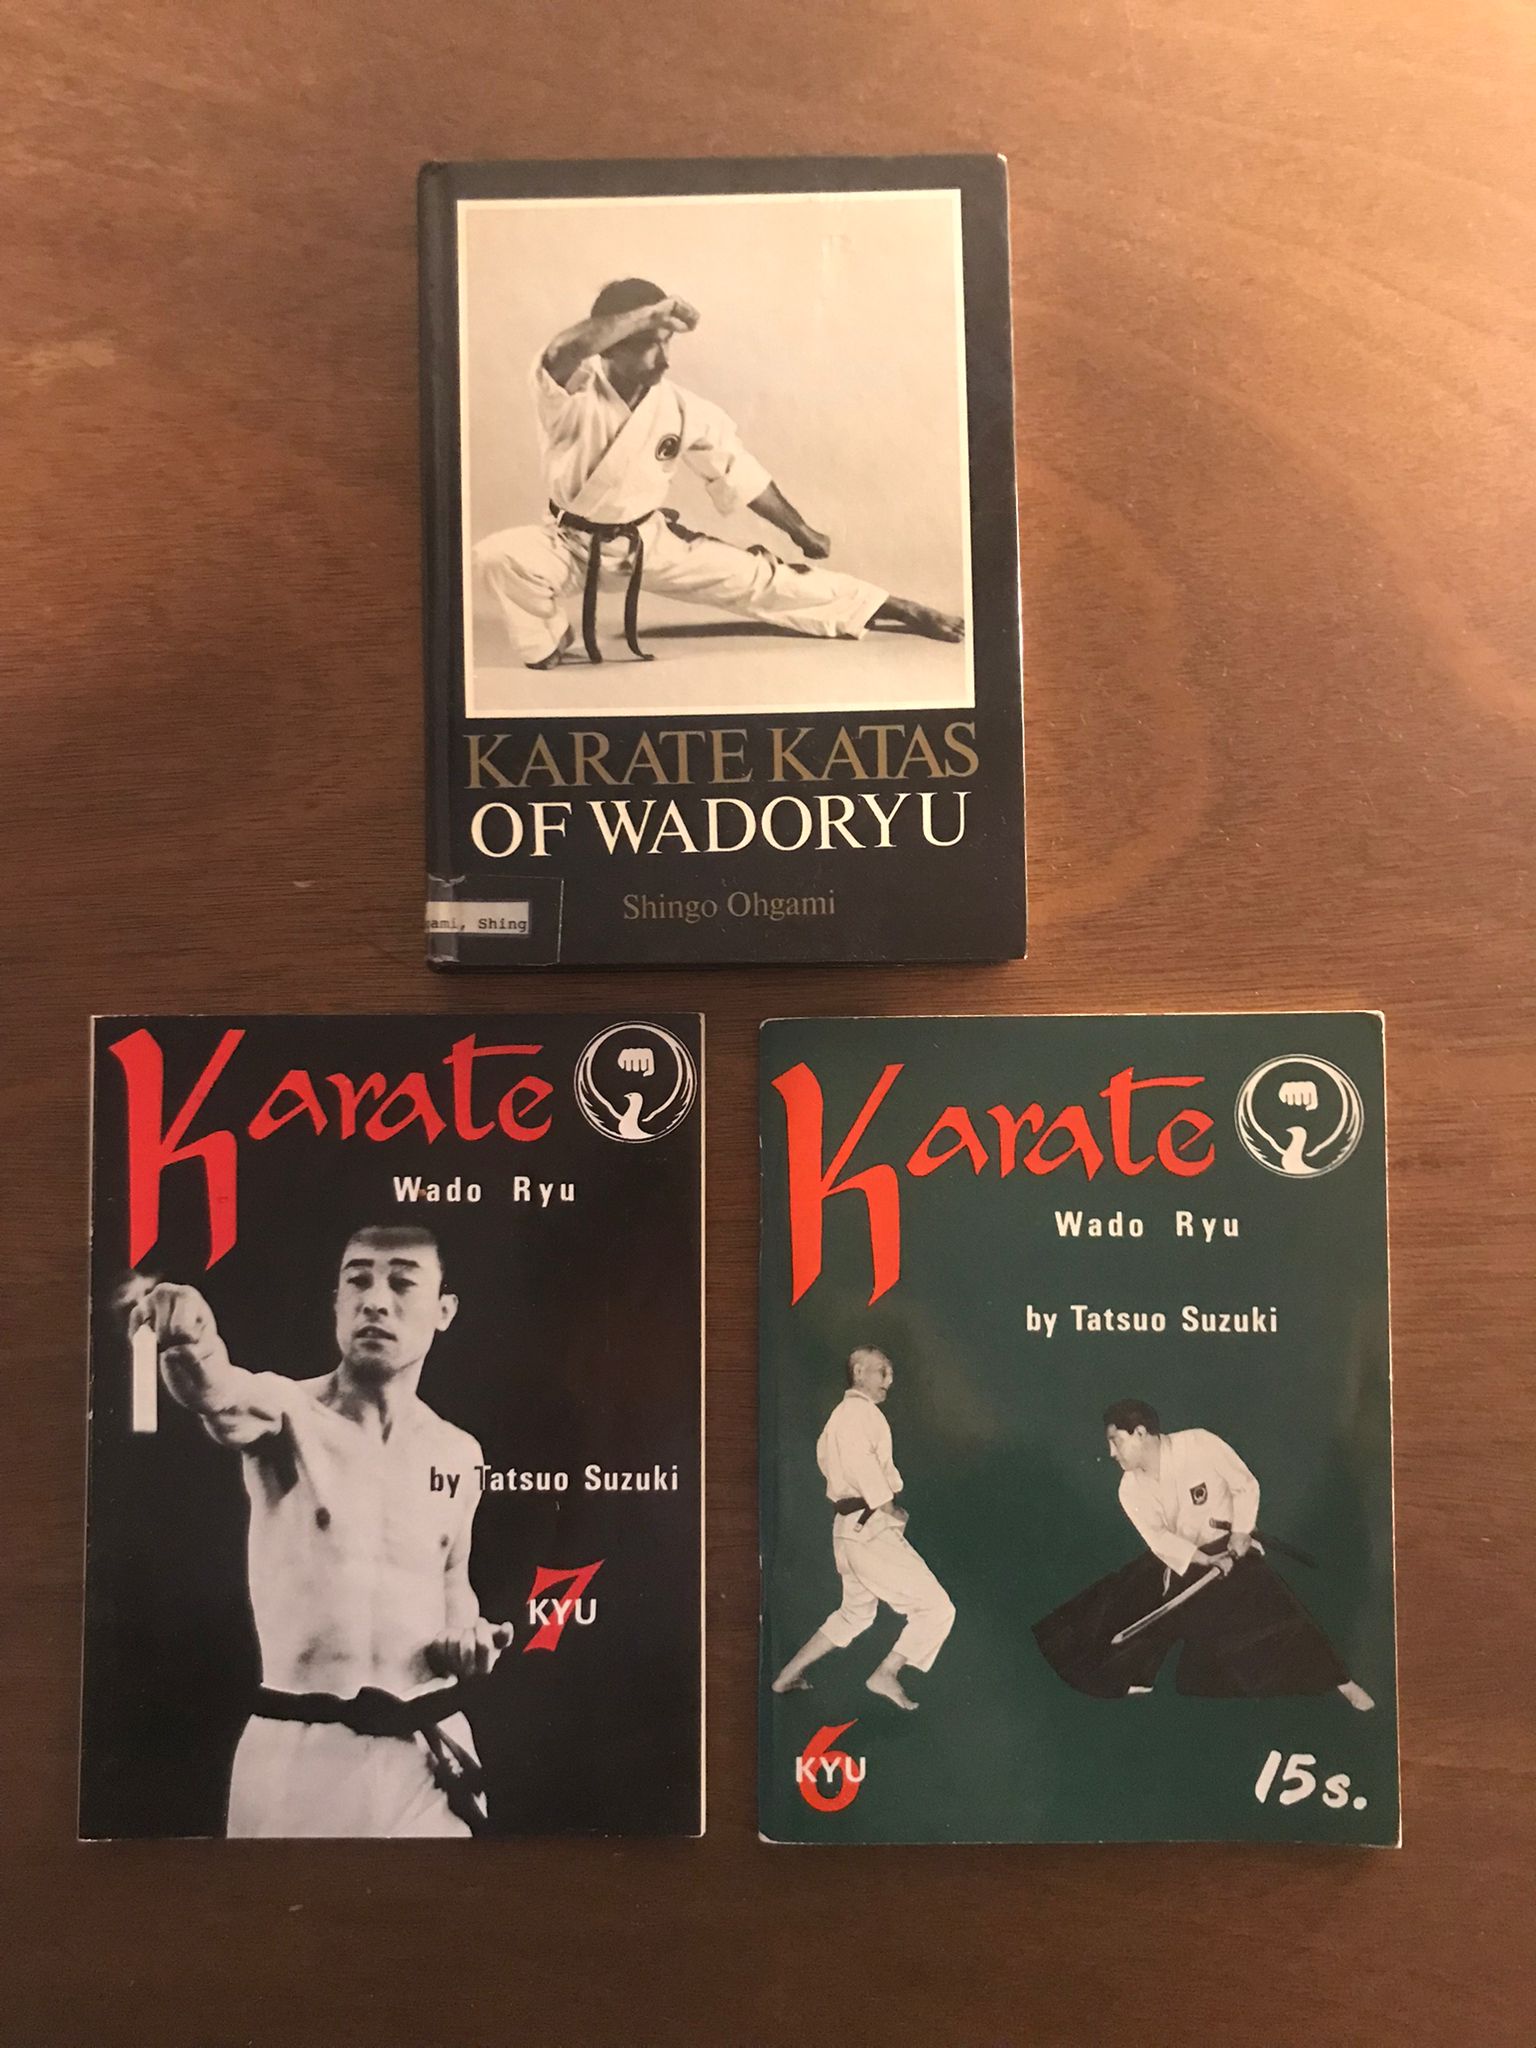 KARATE KATAS
OF WADORYU
Shingo Ohgami
ami, Shing
Karate
Wado Ryu
by Tatsuo Suzuki
7
KYU
Karate
Wado Ryu
by Tatsuo Suzuki
6
KYU
15s.